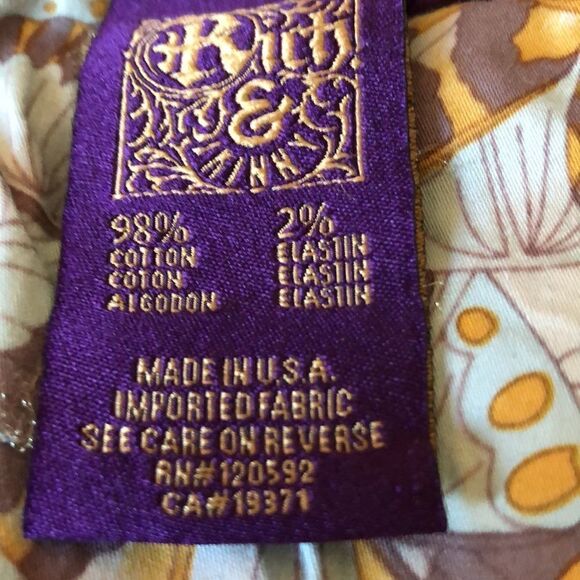 Rich
&
SKINNY
98% 2%
COTTON ELASTIN
COTON ELASTIN
ALGODON ELASTIN
MADE IN U.S.A.
IMPORTED FABRIC
SEE CARE ON REVERSE
RN#120592
CA#19371